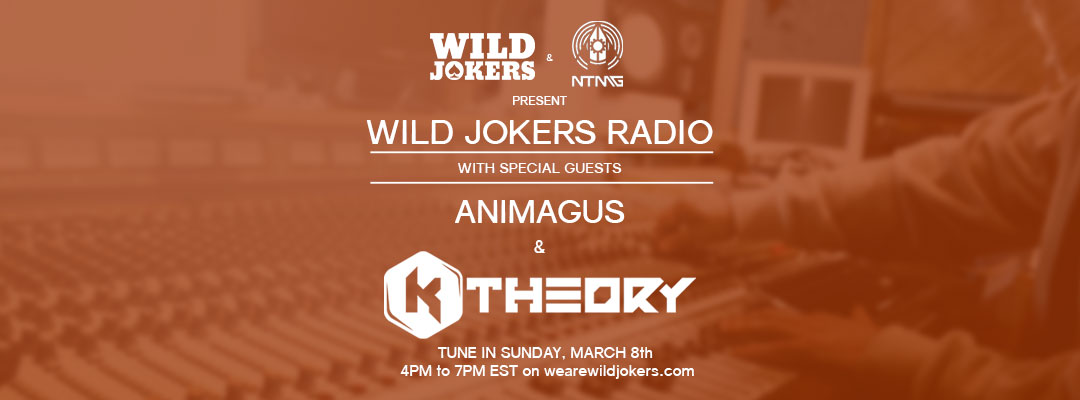 WILD
JOKERS
&
NTMG
PRESENT
WILD JOKERS RADIO
WITH SPECIAL GUESTS
ANIMAGUS
&
K THEORY
TUNE IN SUNDAY, MARCH 8th
4PM to 7PM EST on wearewildjokers.com